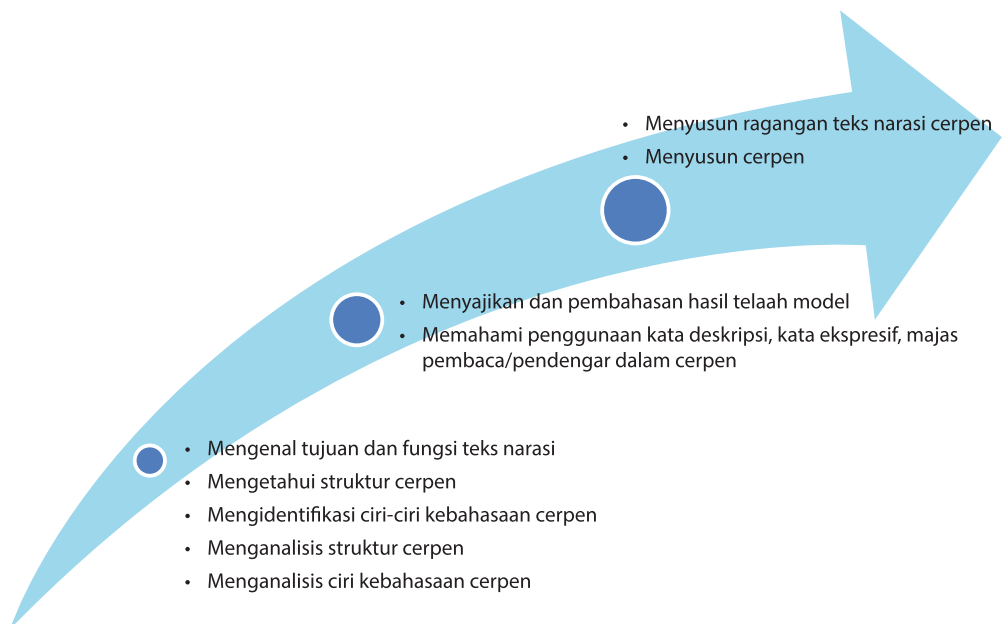 • Menyusun ragangan teks narasi cerpen
• Menyusun cerpen
• Menyajikan dan pembahasan hasil telaah model
• Memahami penggunaan kata deskripsi, kata ekspresif, majas
pembaca/pendengar dalam cerpen
• Mengenal tujuan dan fungsi teks narasi
• Mengetahui struktur cerpen
• Mengidentifikasi ciri-ciri kebahasaan cerpen
• Menganalisis struktur cerpen
• Menganalisis ciri kebahasaan cerpen